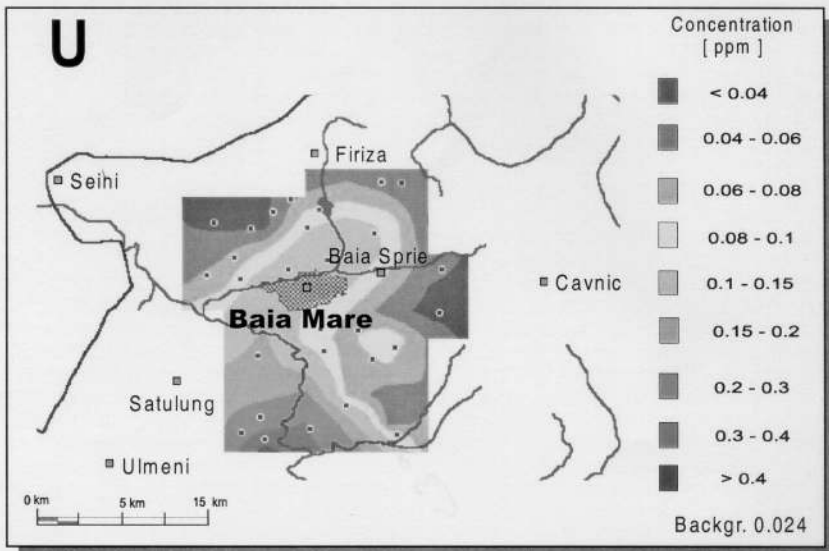 U
Concentration
[ ppm ]
< 0.04
0.04 - 0.06
0.06 - 0.08
0.08 - 0.1
0.1 - 0.15
0.15 - 0.2
0.2 - 0.3
0.3 - 0.4
> 0.4
Backgr. 0.024
Firiza
Seihi
Baia Sprie
Cavnic
Baia Mare
Satulung
Ulmeni
0 km 5 km 15 km